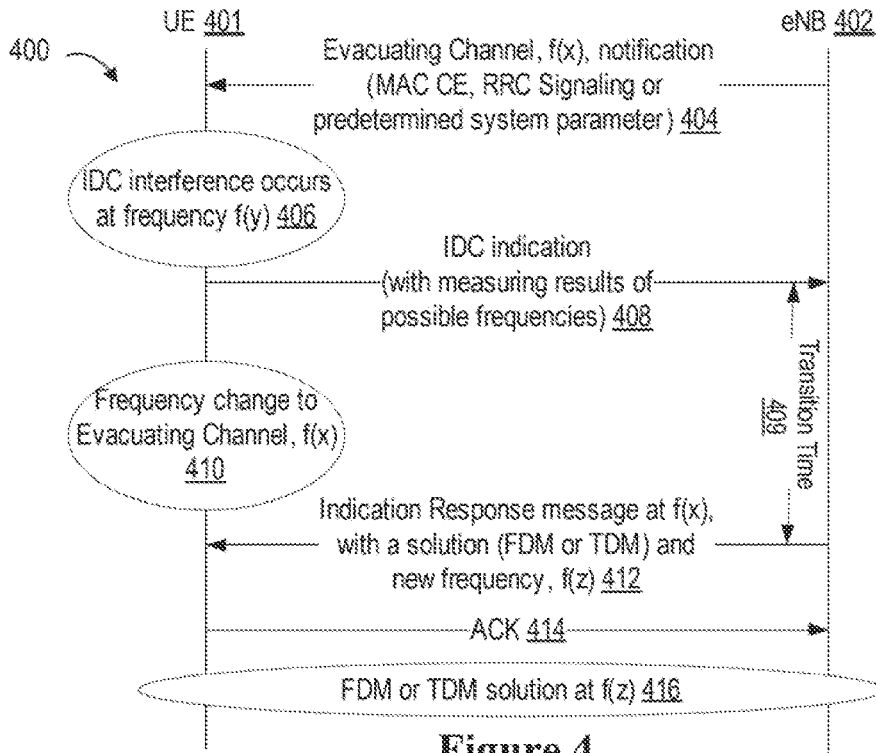 UE 401
eNB 402
400
Evacuating Channel, f(x), notification
(MAC CE, RRC Signaling or
predetermined system parameter) 404
IDC interference occurs
at frequency f(y) 406
IDC indication
(with measuring results of
possible frequencies) 408
Transition Time
409
Frequency change to
Evacuating Channel, f(x)
410
Indication Response message at f(x),
with a solution (FDM or TDM) and
new frequency, f(z) 412
ACK 414
FDM or TDM solution at f(z) 416
Figure 4